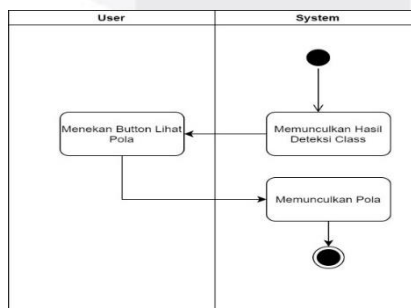 User
System
Memunculkan Hasil
Deteksi Class
Menekan Button Lihat
Pola
Memunculkan Pola